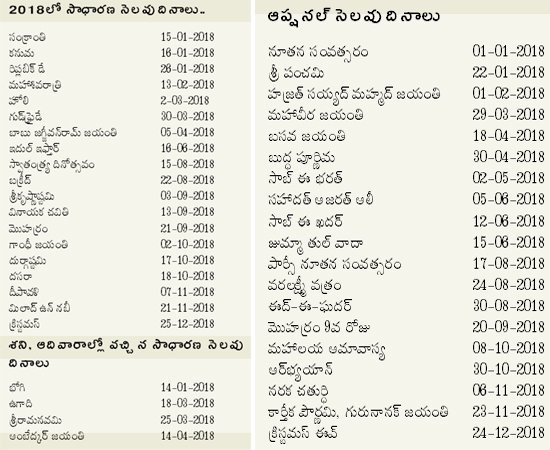 2018లో సాధారణ సెలవుదినాలు..
సంక్రాంతి 15-01-2018
కనుమ 16-01-2018
రిపబ్లిక్ డే 26-01-2018
మహాశివరాత్రి 13-02-2018
హోలి 2-03-2018
గుడ్‌ఫ్రైడే 30-03-2018
బాబు జగ్జీవన్‌రామ్ జయంతి 05-04-2018
ఇదుల్ ఇఫ్తార్ 16-06-2018
స్వాతంత్ర్య దినోత్సవం 15-08-2018
బక్రీద్ 22-08-2018
శ్రీకృష్ణాష్టమి 03-09-2018
వినాయక చవితి 13-09-2018
మొహర్రం 21-09-2018
గాంధీ జయంతి 02-10-2018
దుర్గాష్టమి 17-10-2018
దసరా 18-10-2018
దీపావళి 07-11-2018
మిలాద్ ఉన్ నబీ 21-11-2018
క్రిస్టమస్ 25-12-2018
శని, ఆదివారాల్లో వచ్చి న సాధారణ సెలవు
దినాలు
భోగి 14-01-2018
ఉగాది 18-03-2018
శ్రీరామనవమి 25-03-2018
అంబేద్కర్ జయంతి 14-04-2018
ఆప్షనల్ సెలవుదినాలు
నూతన సంవత్సరం 01-01-2018
శ్రీ పంచమి 22-01-2018
హజ్రత్ సయ్యద్ మహ్మద్ జయంతి 01-02-2018
మహావీర జయంతి 29-03-2018
బసవ జయంతి 18-04-2018
బుద్ధ పూర్ణిమ 30-04-2018
సాబ్ ఈ భరత్ 02-05-2018
సహాదత్ అజరత్ ఆలీ 05-06-2018
సాబ్ ఈ ఖదర్ 12-06-2018
జుమ్మా తుల్ వాదా 15-06-2018
పార్సీ నూతన సంవత్సరం 17-08-2018
వరలక్ష్మీ వ్రతం 24-08-2018
ఈద్-ఈ-ఘదర్ 30-08-2018
మొహర్రం 9వ రోజు 20-09-2018
మహాలయ అమావాస్య 08-10-2018
ఆర్‌భ్యయాన్ 30-10-2018
నరక చతుర్ధి 06-11-2018
కార్తీక పౌర్ణమి, గురునానక్ జయంతి 23-11-2018
క్రిస్టమస్ ఈవ్ 24-12-2018